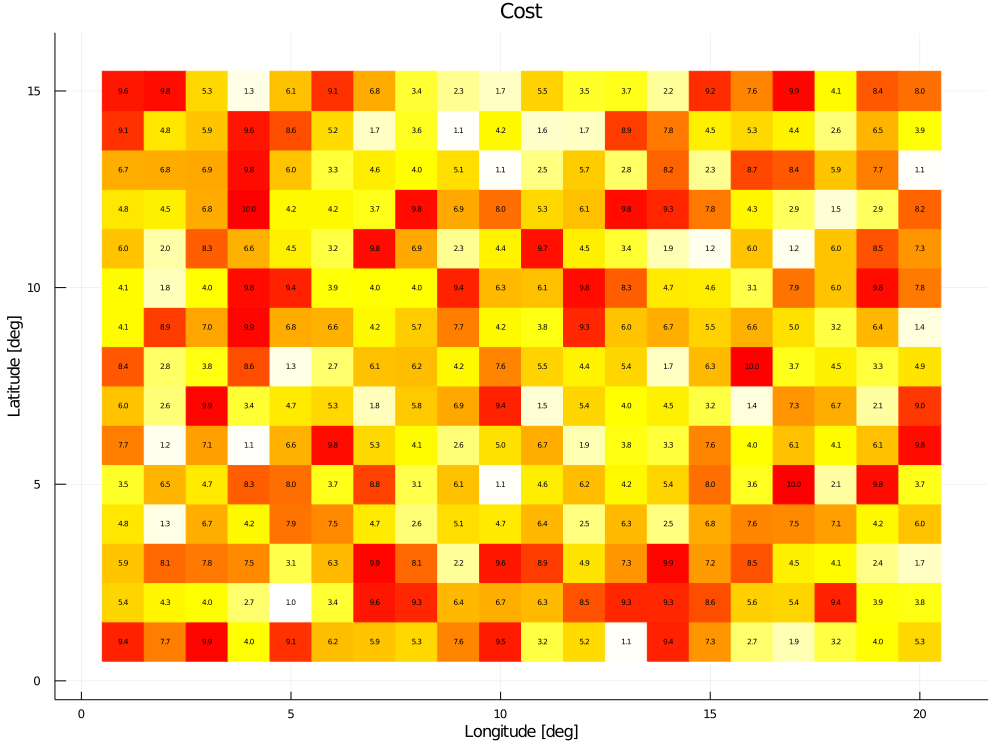 Cost
15 9.6 9.8 5.3 1.3 6.1 9.1 6.8 3.4 2.3 1.7 5.5 3.5 3.7 2.2 9.2 7.6 9.9 4.1 8.4 8.0
9.1 4.8 5.9 9.6 8.6 5.2 1.7 3.6 1.1 4.2 1.6 1.7 8.9 7.8 4.5 5.3 4.4 2.6 6.5 3.9
6.7 6.8 6.9 9.8 6.0 3.3 4.6 4.0 5.1 1.1 2.5 5.7 2.8 8.2 2.3 8.7 8.4 5.9 7.7 1.1
4.8 4.5 6.8 10.0 4.2 4.2 3.7 9.8 6.9 8.0 5.3 6.1 9.8 9.3 7.8 4.3 2.9 1.5 2.9 8.2
6.0 2.0 8.3 6.6 4.5 3.2 9.8 6.9 2.3 4.4 9.7 4.5 3.4 1.9 1.2 6.0 1.2 6.0 8.5 7.3
10 4.1 1.8 4.0 9.8 9.4 3.9 4.0 4.0 9.4 6.3 6.1 9.8 8.3 4.7 4.6 3.1 7.9 6.0 9.8 7.8
4.1 8.9 7.0 9.9 6.8 6.6 4.2 5.7 7.7 4.2 3.8 9.3 6.0 6.7 5.5 6.6 5.0 3.2 6.4 1.4
8.4 2.8 3.8 8.6 1.3 2.7 6.1 6.2 4.2 7.6 5.5 4.4 5.4 1.7 6.3 10.0 3.7 4.5 3.3 4.9
6.0 2.6 9.9 3.4 4.7 5.3 1.8 5.8 6.9 9.4 1.5 5.4 4.0 4.5 3.2 1.4 7.3 6.7 2.1 9.0
7.7 1.2 7.1 1.1 6.6 9.8 5.3 4.1 2.6 5.0 6.7 1.9 3.8 3.3 7.6 4.0 6.1 4.1 6.1 9.8
5 3.5 6.5 4.7 8.3 8.0 3.7 8.8 3.1 6.1 1.1 4.6 6.2 4.2 5.4 8.0 3.6 10.0 2.1 9.8 3.7
4.8 1.3 6.7 4.2 7.9 7.5 4.7 2.6 5.1 4.7 6.4 2.5 6.3 2.5 6.8 7.6 7.5 7.1 4.2 6.0
5.9 8.1 7.8 7.5 3.1 6.3 9.9 8.1 2.2 9.6 8.9 4.9 7.3 9.9 7.2 8.5 4.5 4.1 2.4 1.7
5.4 4.3 4.0 2.7 1.0 3.4 9.6 9.3 6.4 6.7 6.3 8.5 9.3 9.3 8.6 5.6 5.4 9.4 3.9 3.8
9.4 7.7 9.9 4.0 9.1 6.2 5.9 5.3 7.6 9.5 3.2 5.2 1.1 9.4 7.3 2.7 1.9 3.2 4.0 5.3
0
0 5 10 15 20
Longitude [deg]
Latitude [deg]